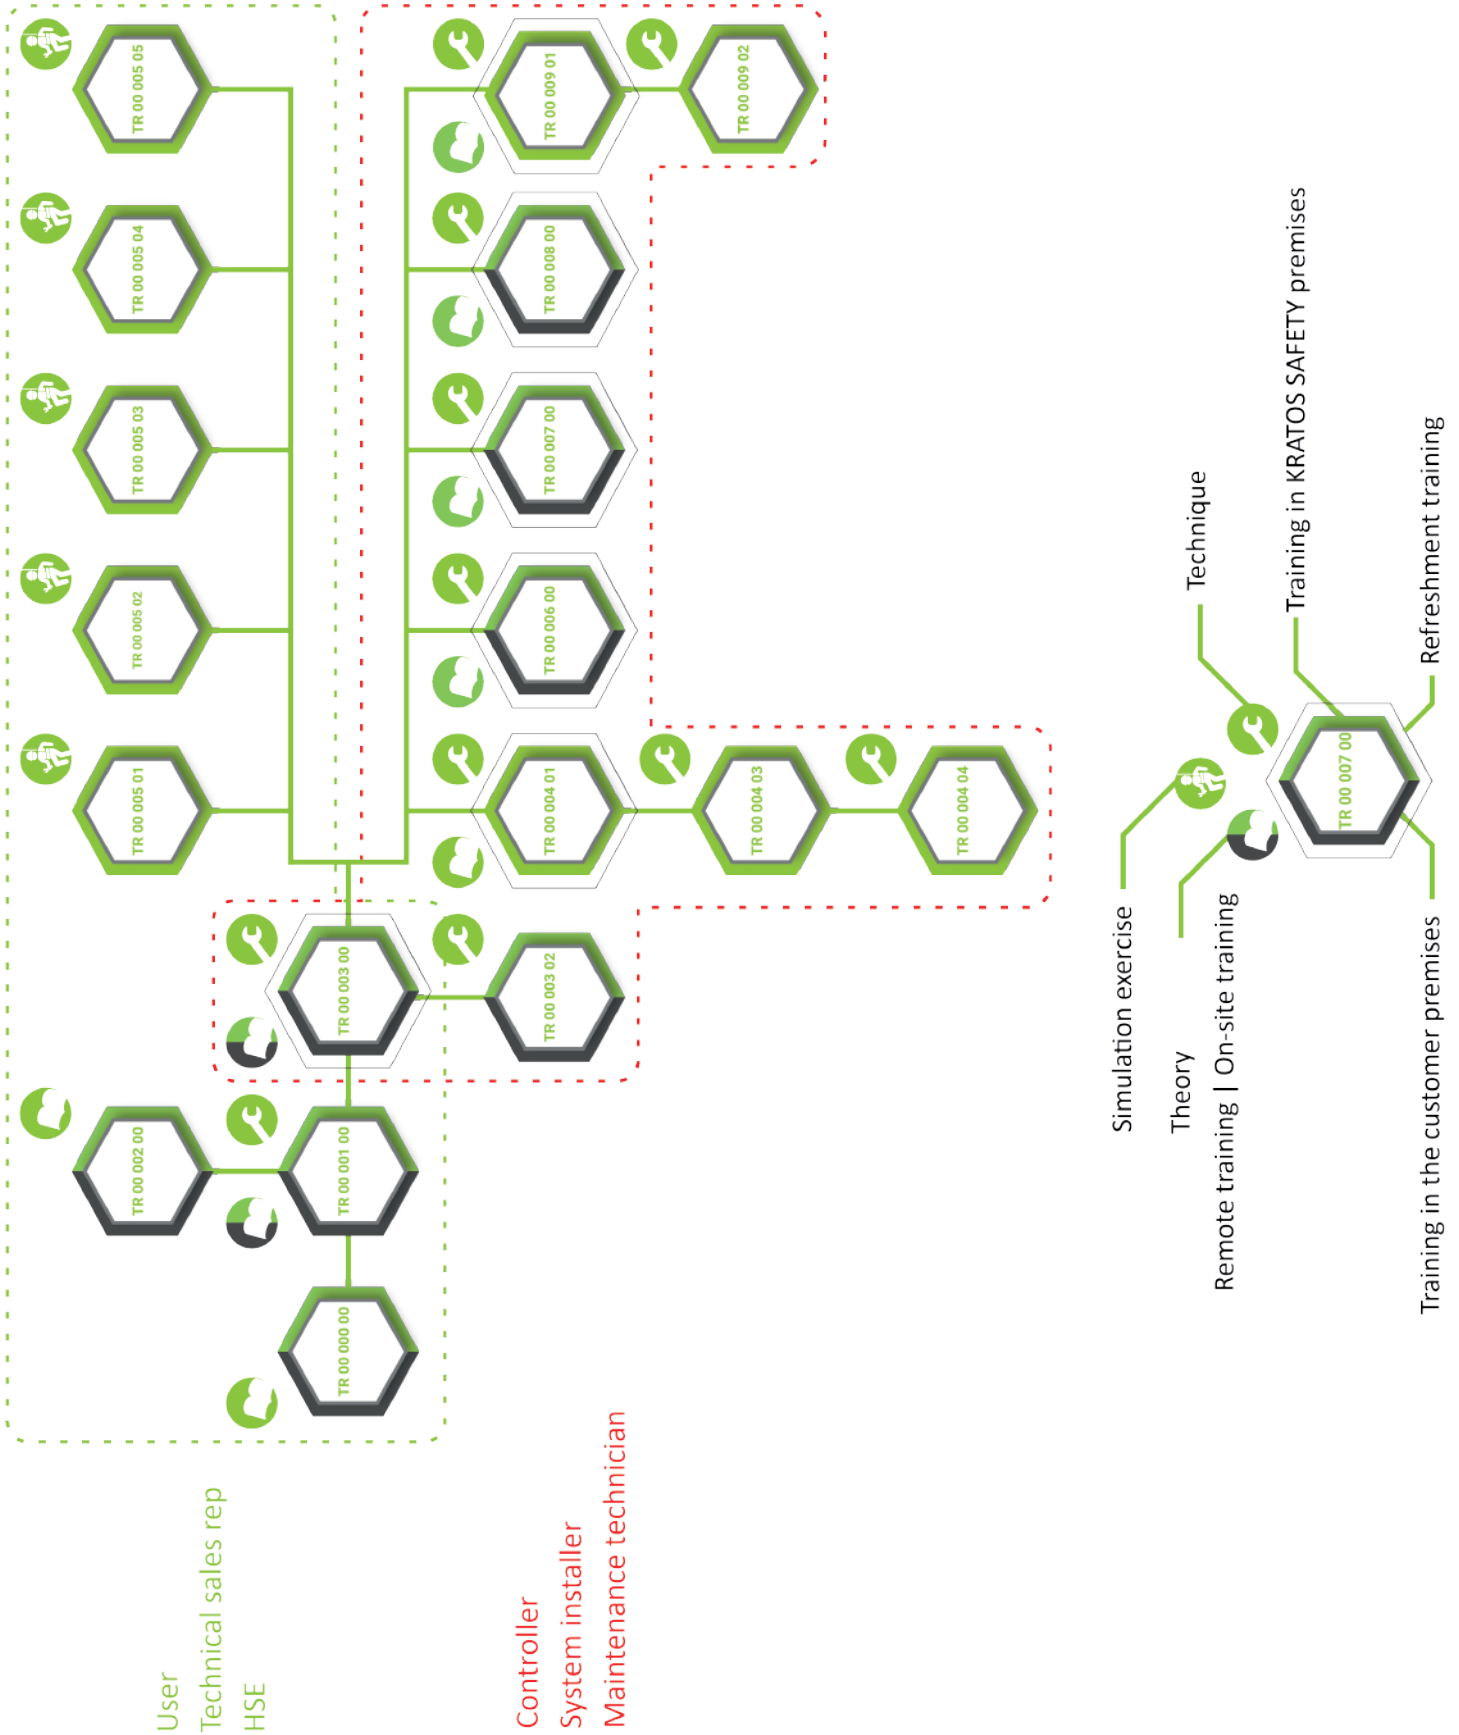 User
Technical sales rep
HSE
TR 00 002 00
TR 00 005 01
TR 00 005 02
TR 00 005 03
TR 00 005 04
TR 00 005 05
TR 00 000 00
TR 00 001 00
TR 00 003 00
Controller
System installer
Maintenance technician
TR 00 003 02
TR 00 004 01
TR 00 006 00
TR 00 007 00
TR 00 008 00
TR 00 009 01
TR 00 004 03
TR 00 009 02
TR 00 004 04
Simulation exercise
Theory
Remote training | On-site training
Technique
Training in KRATOS SAFETY premises
TR 00 007 00
Training in the customer premises
Refreshment training